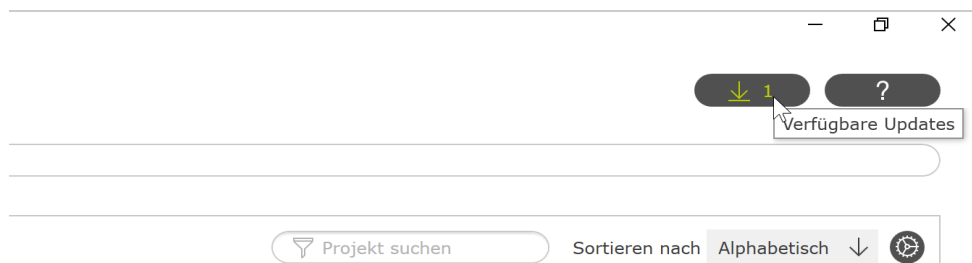 1 ?
Verfügbare Updates
Projekt suchen Sortieren nach Alphabetisch